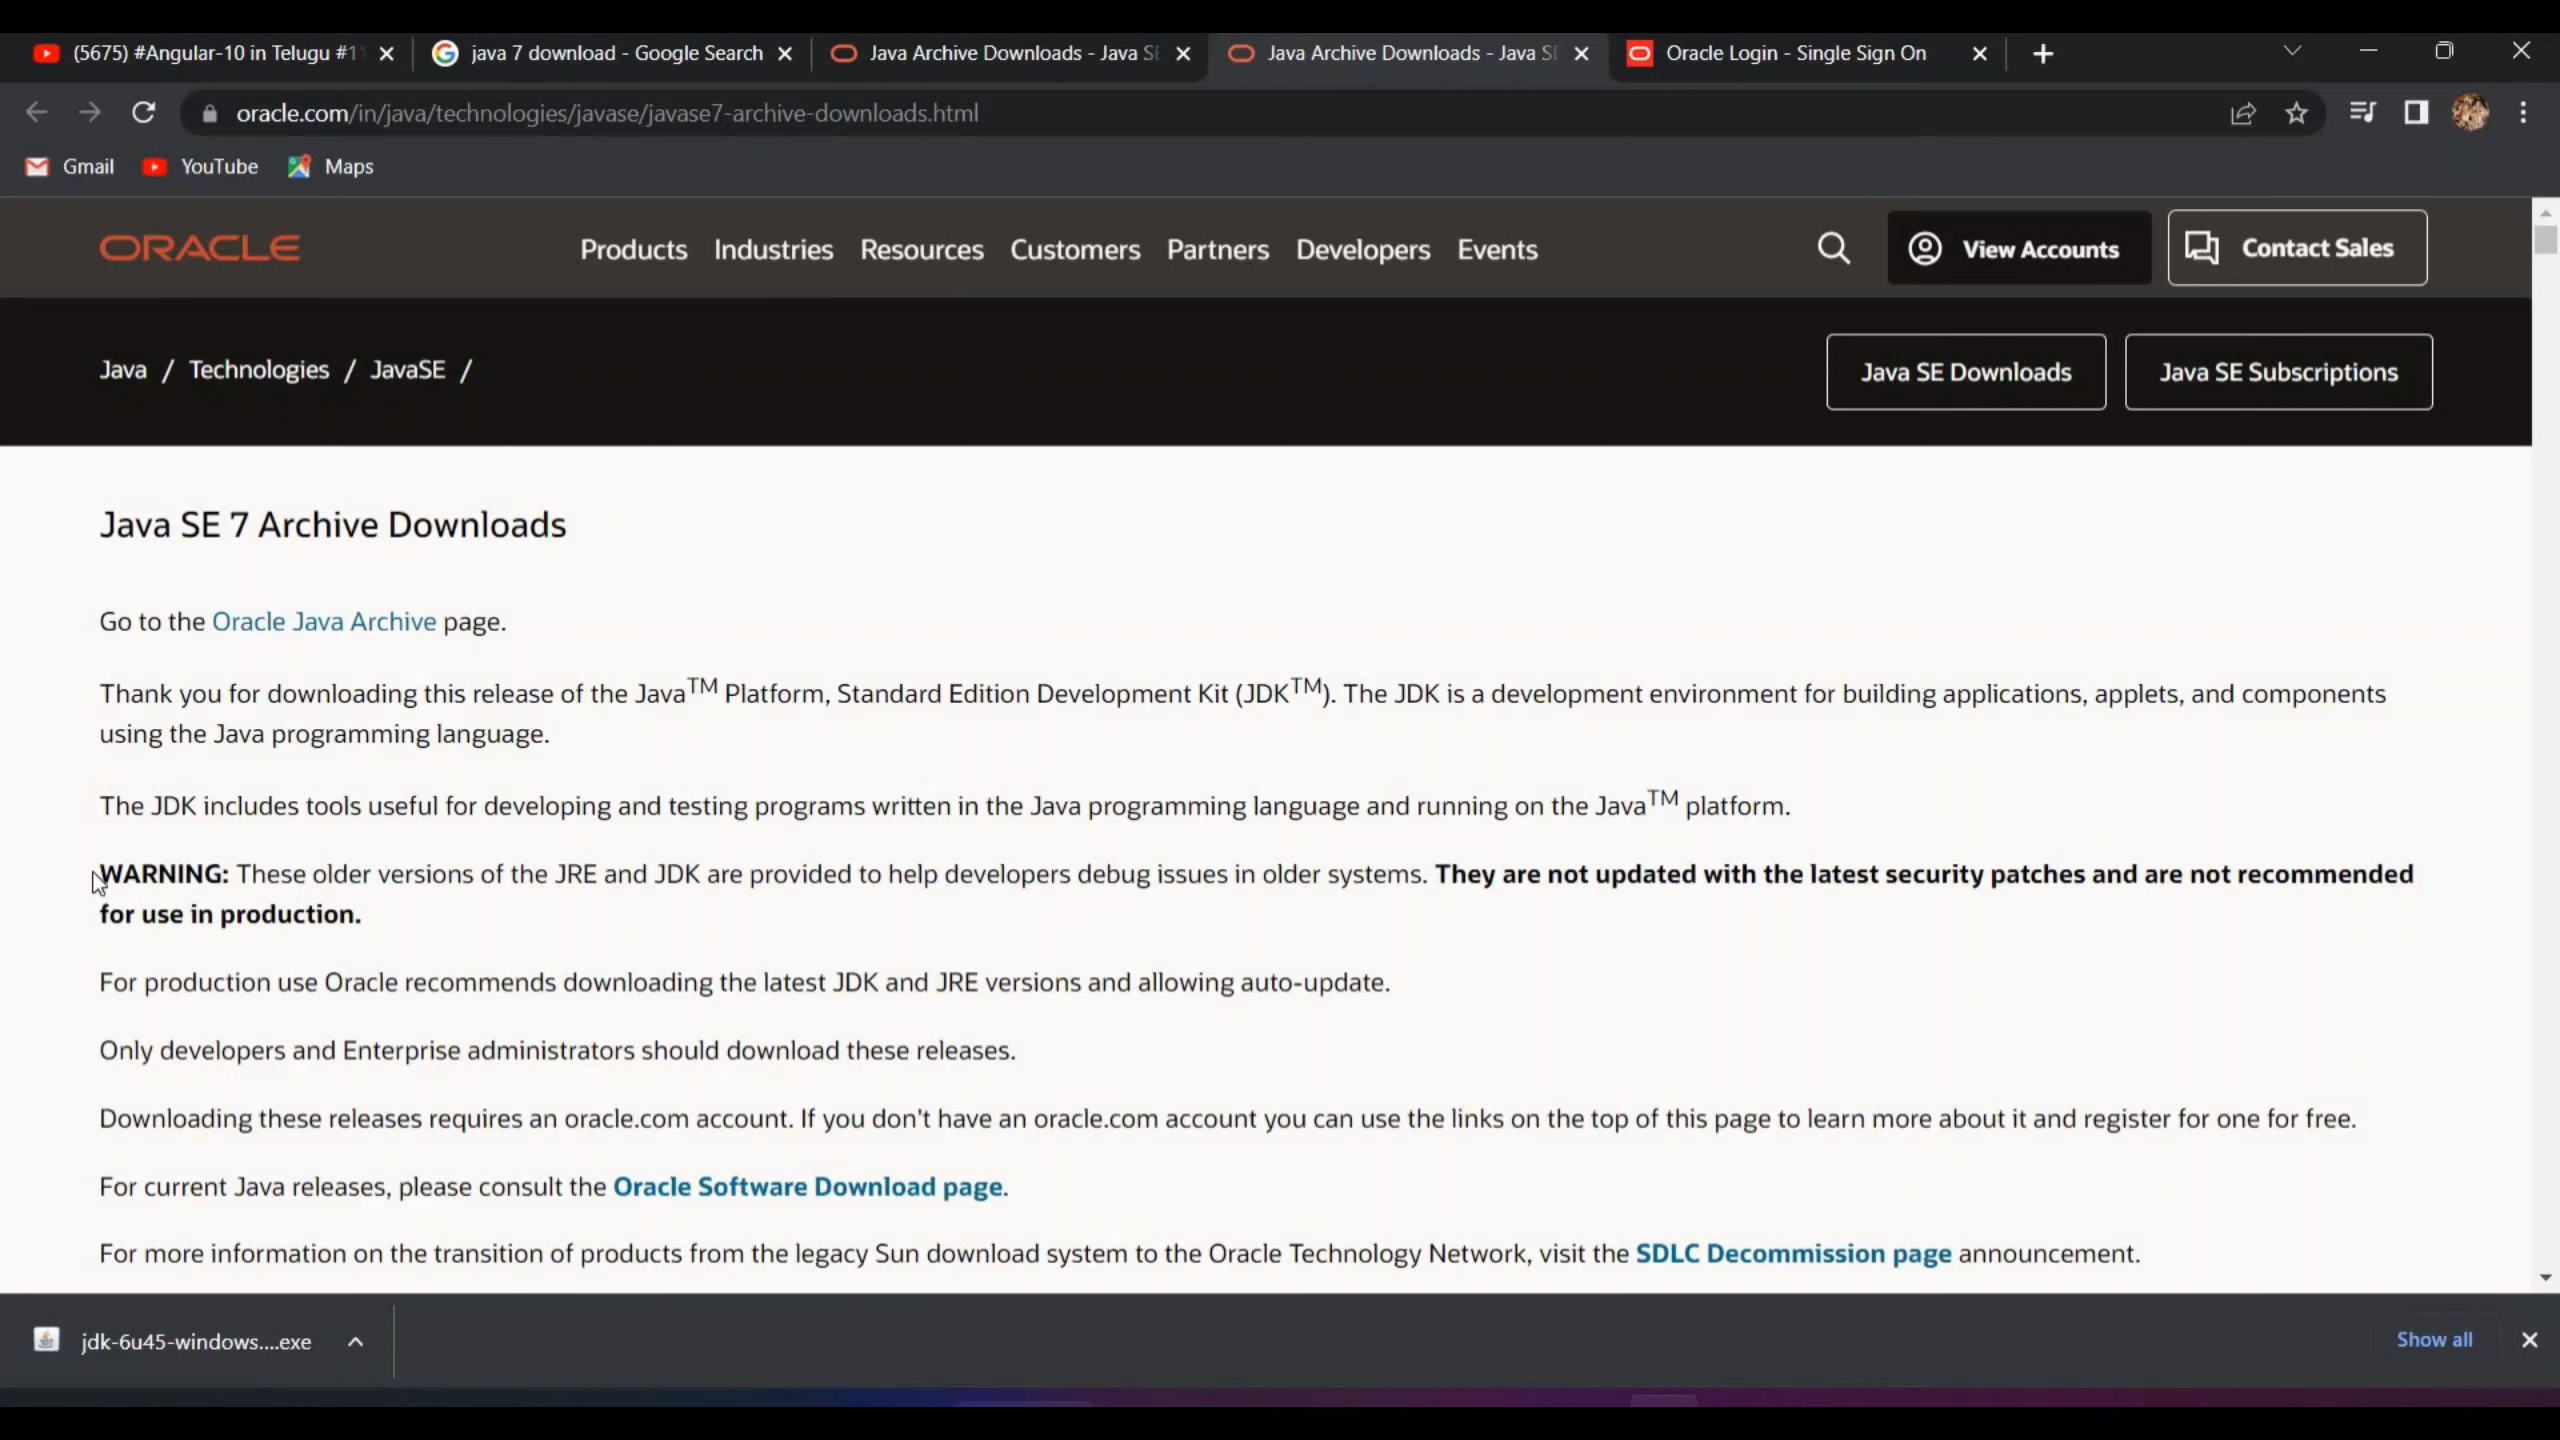 (5675) #Angular-10 in Telugu #1
java 7 download - Google Search
Java Archive Downloads - Java SE
Java Archive Downloads - Java SE
Oracle Login - Single Sign On
oracle.com/in/java/technologies/javase/javase7-archive-downloads.html
Gmail
YouTube
Maps
ORACLE
Products
Industries
Resources
Customers
Partners
Developers
Events
View Accounts
Contact Sales
Java / Technologies / JavaSE /
Java SE Downloads
Java SE Subscriptions
Java SE 7 Archive Downloads
Go to the Oracle Java Archive page.
Thank you for downloading this release of the Java™ Platform, Standard Edition Development Kit (JDK™). The JDK is a development environment for building applications, applets, and components
using the Java programming language.
The JDK includes tools useful for developing and testing programs written in the Java programming language and running on the Java™ platform.
WARNING: These older versions of the JRE and JDK are provided to help developers debug issues in older systems. They are not updated with the latest security patches and are not recommended
for use in production.
For production use Oracle recommends downloading the latest JDK and JRE versions and allowing auto-update.
Only developers and Enterprise administrators should download these releases.
Downloading these releases requires an oracle.com account. If you don't have an oracle.com account you can use the links on the top of this page to learn more about it and register for one for free.
For current Java releases, please consult the Oracle Software Download page.
For more information on the transition of products from the legacy Sun download system to the Oracle Technology Network, visit the SDLC Decommission page announcement.
jdk-6u45-windows....exe
Show all